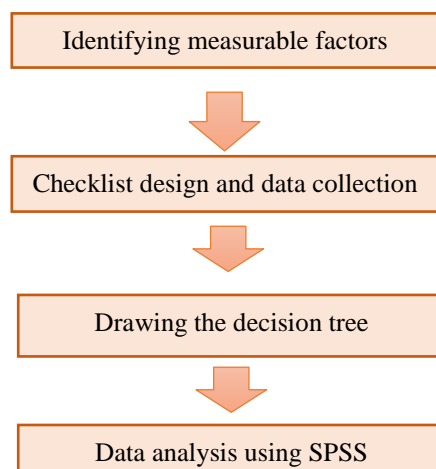 Identifying measurable factors
Checklist design and data collection
Drawing the decision tree
Data analysis using SPSS